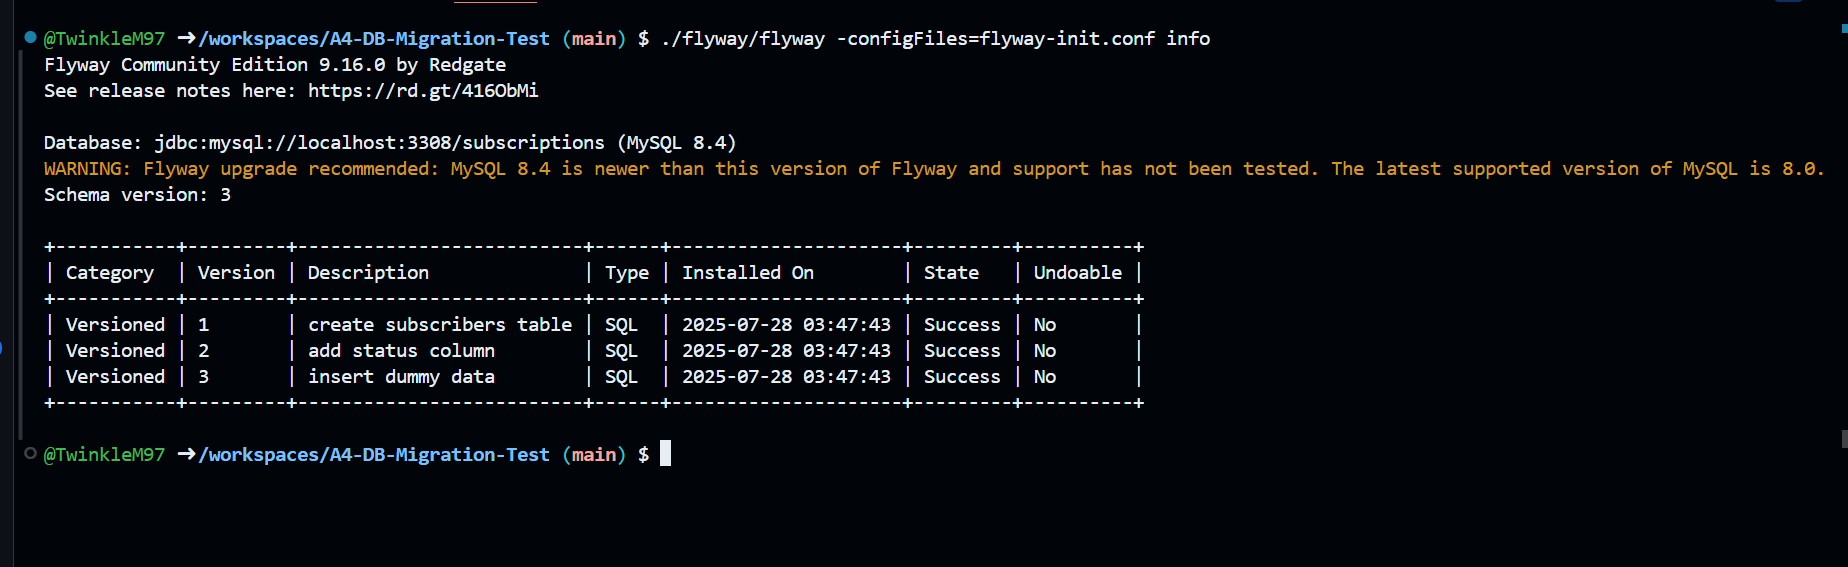 @TwinkleM97 ➜ /workspaces/A4-DB-Migration-Test (main) $ ./flyway/flyway -configFiles=flyway-init.conf info
Flyway Community Edition 9.16.0 by Redgate
See release notes here: https://rd.gt/416ObMi
Database: jdbc:mysql://localhost:3308/subscriptions (MySQL 8.4)
WARNING: Flyway upgrade recommended: MySQL 8.4 is newer than this version of Flyway and support has not been tested. The latest supported version of MySQL is 8.0.
Schema version: 3
+-----------+---------+--------------------------+------+---------------------+---------+----------+
| Category  | Version | Description              | Type | Installed On        | State   | Undoable |
+-----------+---------+--------------------------+------+---------------------+---------+----------+
| Versioned | 1       | create subscribers table | SQL  | 2025-07-28 03:47:43 | Success | No       |
| Versioned | 2       | add status column        | SQL  | 2025-07-28 03:47:43 | Success | No       |
| Versioned | 3       | insert dummy data        | SQL  | 2025-07-28 03:47:43 | Success | No       |
+-----------+---------+--------------------------+------+---------------------+---------+----------+
@TwinkleM97 ➜ /workspaces/A4-DB-Migration-Test (main) $